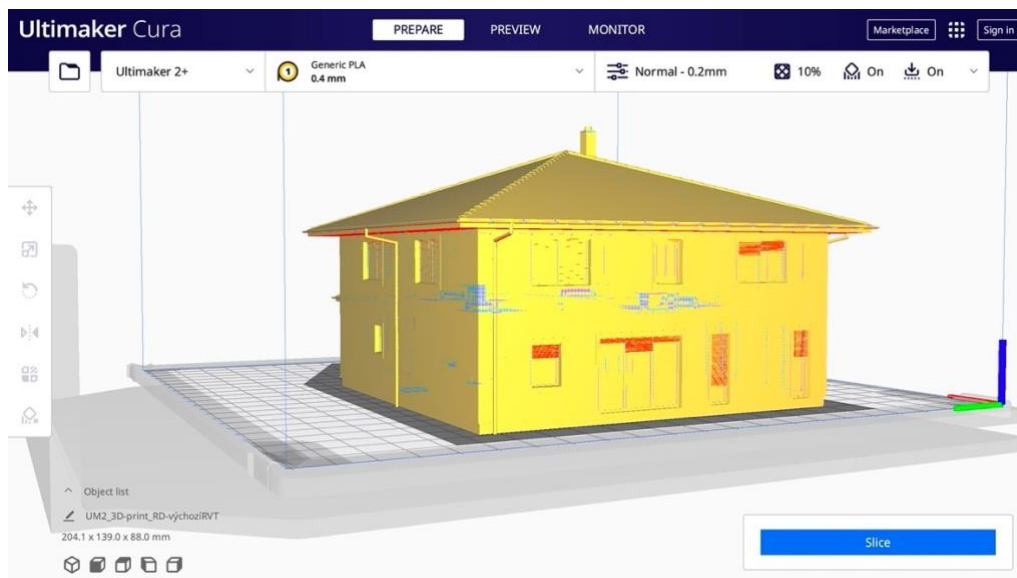 Ultimaker Cura
PREPARE
PREVIEW
MONITOR
Marketplace
Sign in
Ultimaker 2+
1
Generic PLA
0.4 mm
Normal - 0.2mm
10%
On
On
Object list
UM2_3D-print_RD-výchozíRVT
204.1 x 139.0 x 88.0 mm
Slice